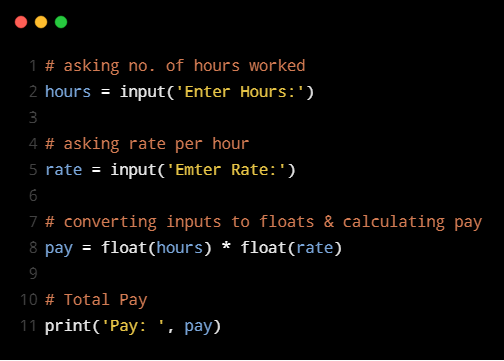 1 # asking no. of hours worked
2 hours = input('Enter Hours:')
3
4 # asking rate per hour
5 rate = input('Emter Rate:')
6
7 # converting inputs to floats & calculating pay
8 pay = float(hours) * float(rate)
9
10 # Total Pay
11 print('Pay: ', pay)